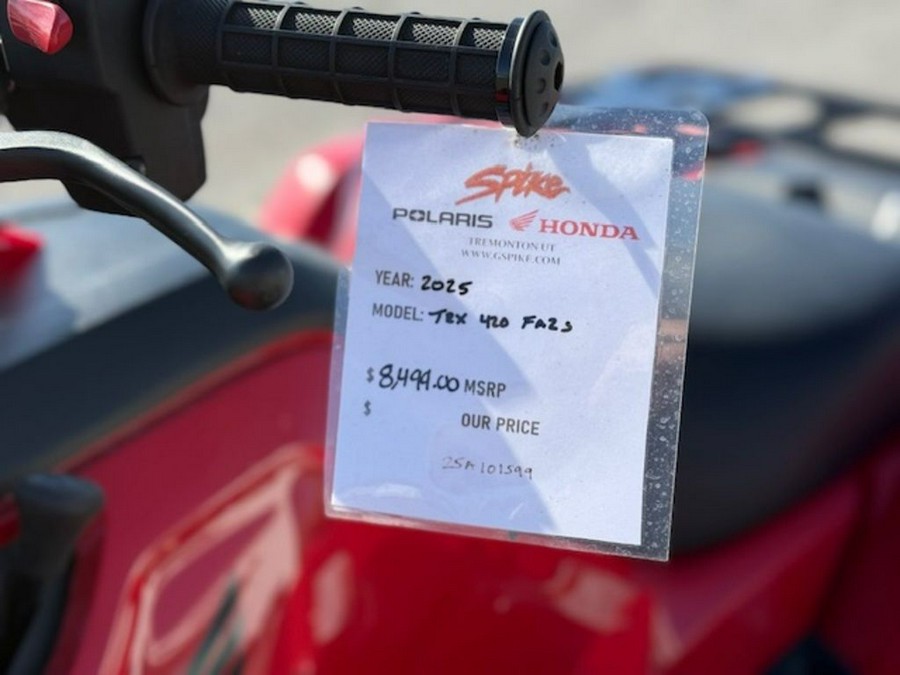 Spike
POLARIS HONDA
TREMONTON UT
WWW.GSPIKE.COM
YEAR: 2025
MODEL: TRX 420 FA2S
$ 8,499.00 MSRP
$ OUR PRICE
25A101599